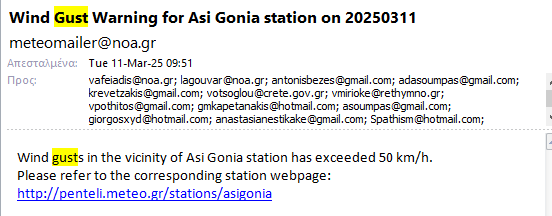 Wind Gust Warning for Asi Gonia station on 20250311
meteomailer@noa.gr
Απεσταλμένα: Tue 11-Mar-25 09:51
Προς: vafeiadis@noa.gr; lagouvar@noa.gr; antonisbezes@gmail.com; adasoumpas@gmail.com;
krevetzakis@gmail.com; votsoglou@crete.gov.gr; vmirioke@rethymno.gr;
vpothitos@gmail.com; gmkapetanakis@hotmail.com; asoumpas@gmail.com;
giorgosxyd@hotmail.com; anastasianestikake@gmail.com; Spathism@hotmail.com;
Wind gusts in the vicinity of Asi Gonia station has exceeded 50 km/h.
Please refer to the corresponding station webpage:
http://penteli.meteo.gr/stations/asigonia